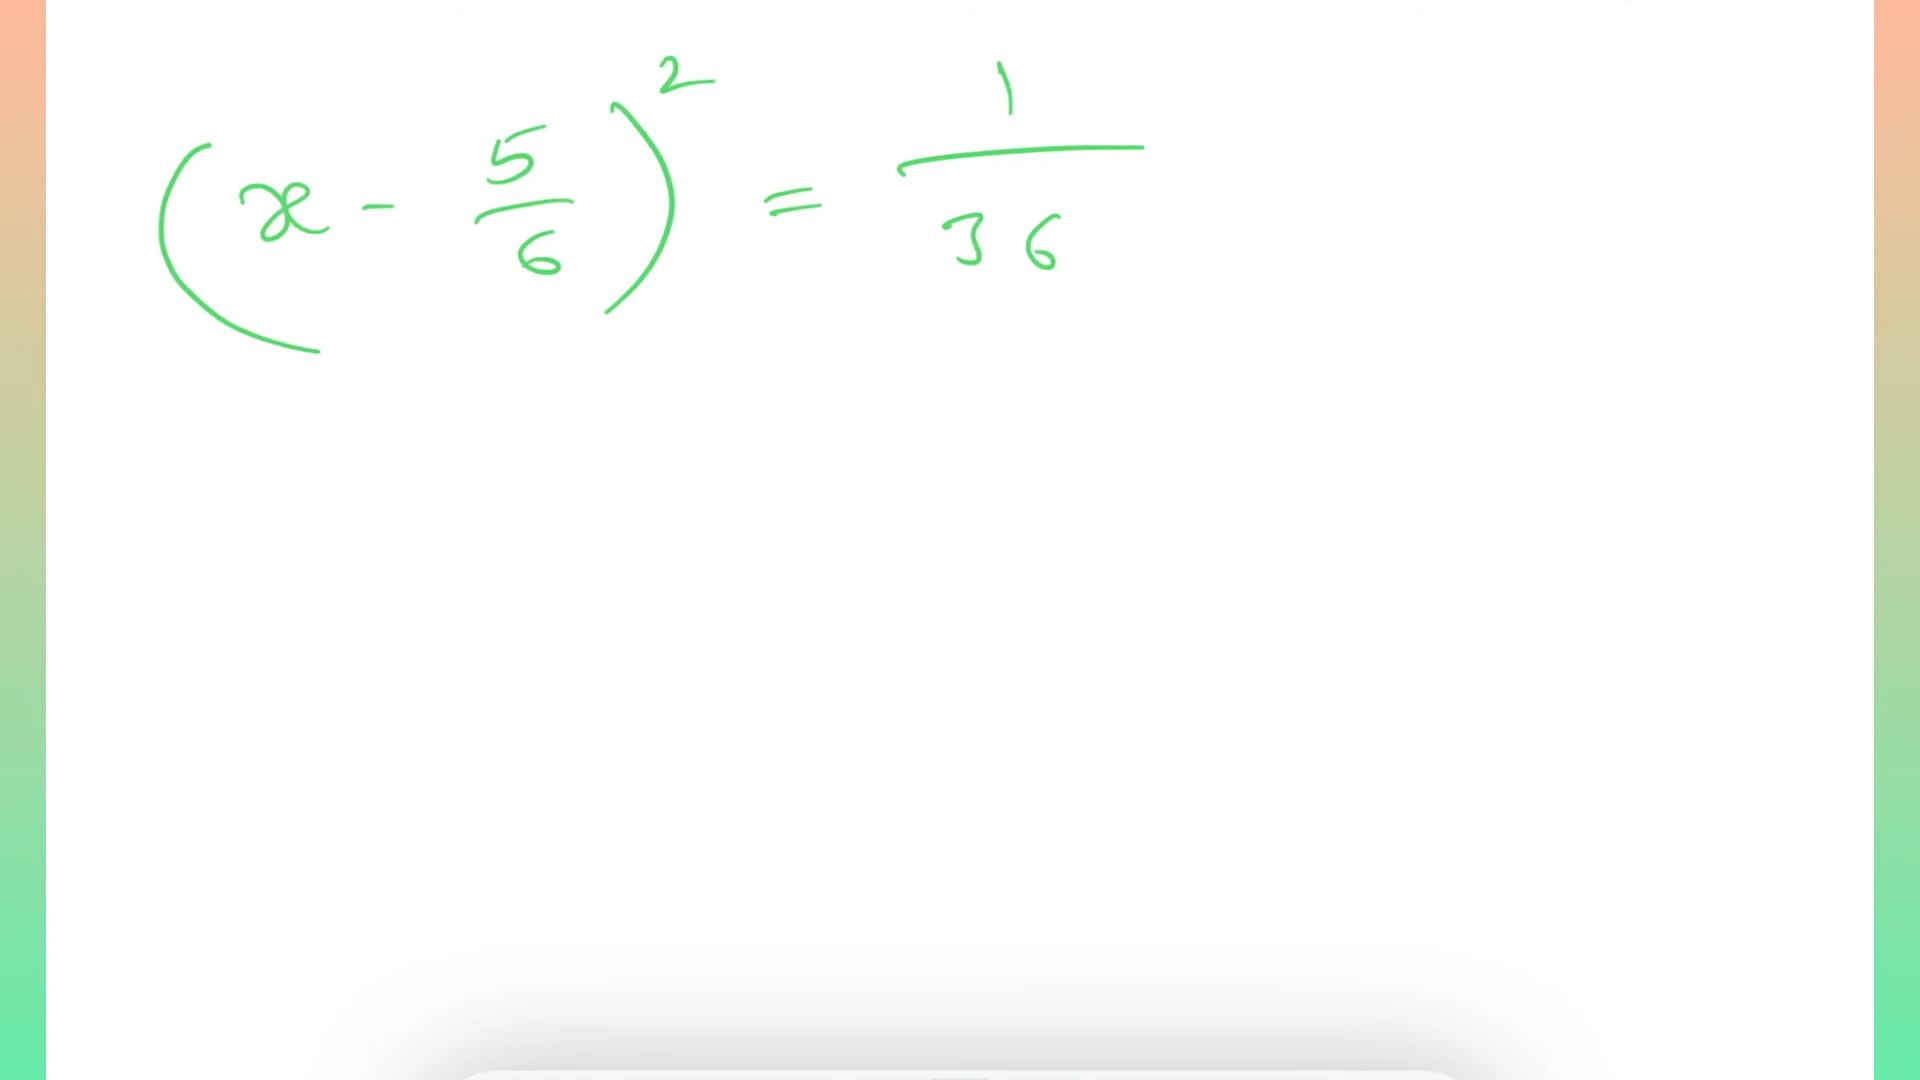 (x - 5/6)² = 1/36